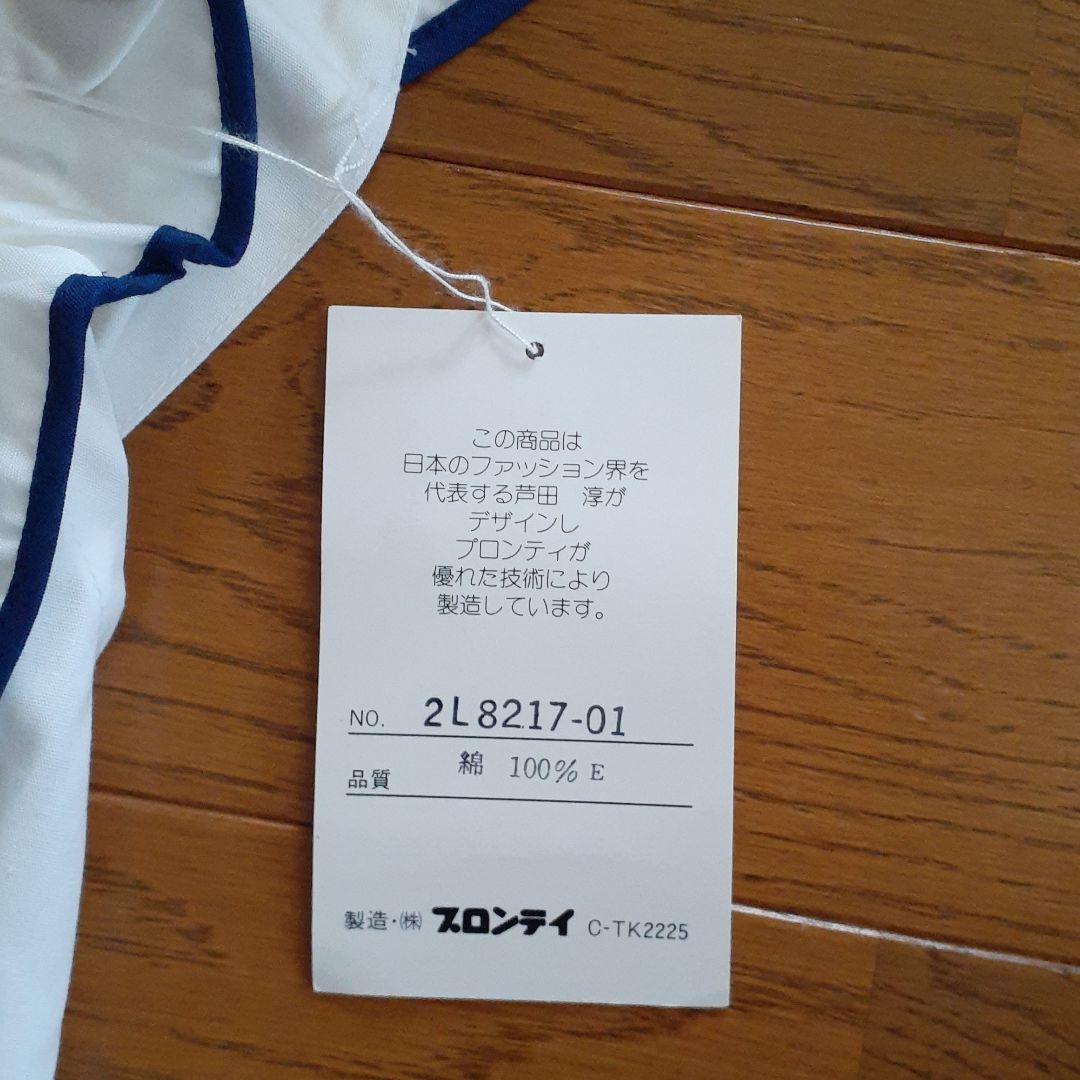 この商品は
日本のファッション界を
代表する芦田　淳が
デザインし
ブロンティが
優れた技術により
製造しています。
NO. 2L8217-01
品質 綿 100% E
製造・㈱ ブロンティ C-TK2225